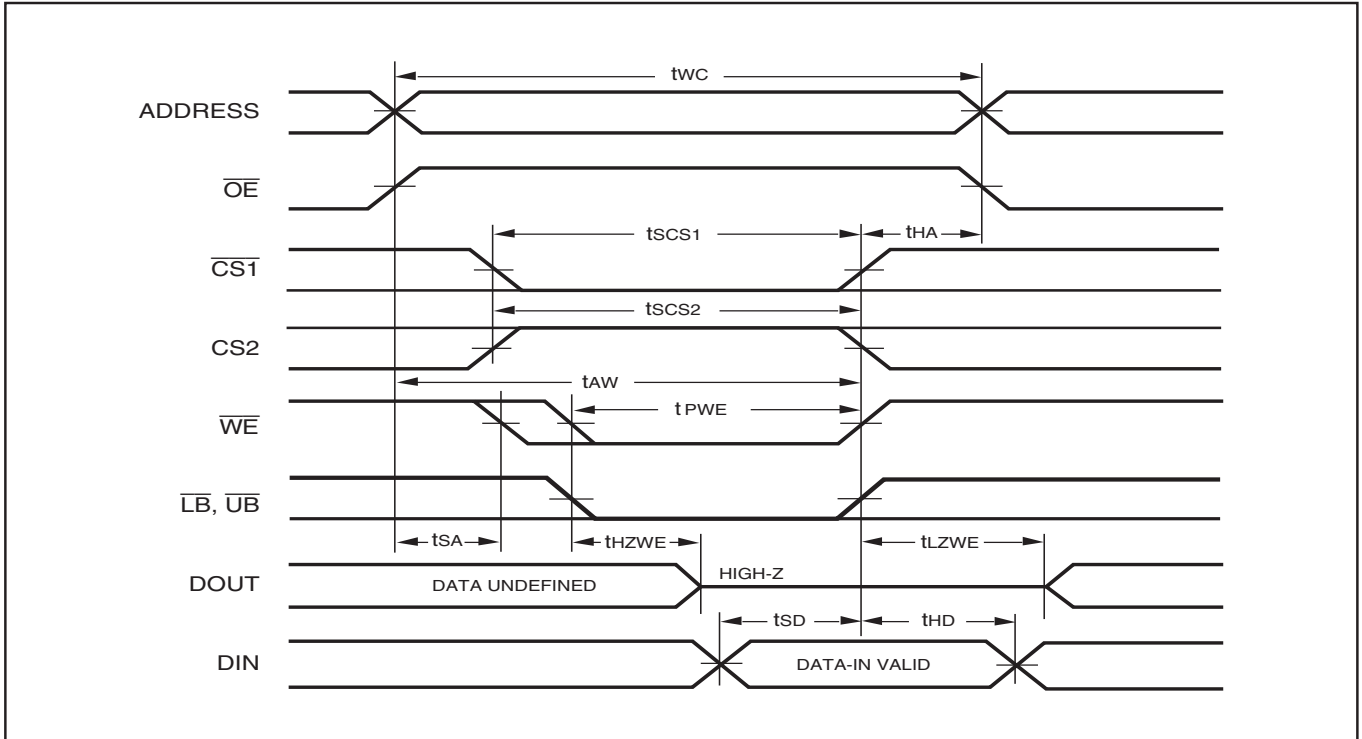 tWC
ADDRESS
OE
tSCS1
tHA
CS1
tSCS2
CS2
tAW
tPWE
WE
LB, UB
tSA
tHZWE
tLZWE
DOUT
DATA UNDEFINED
HIGH-Z
tSD
tHD
DIN
DATA-IN VALID